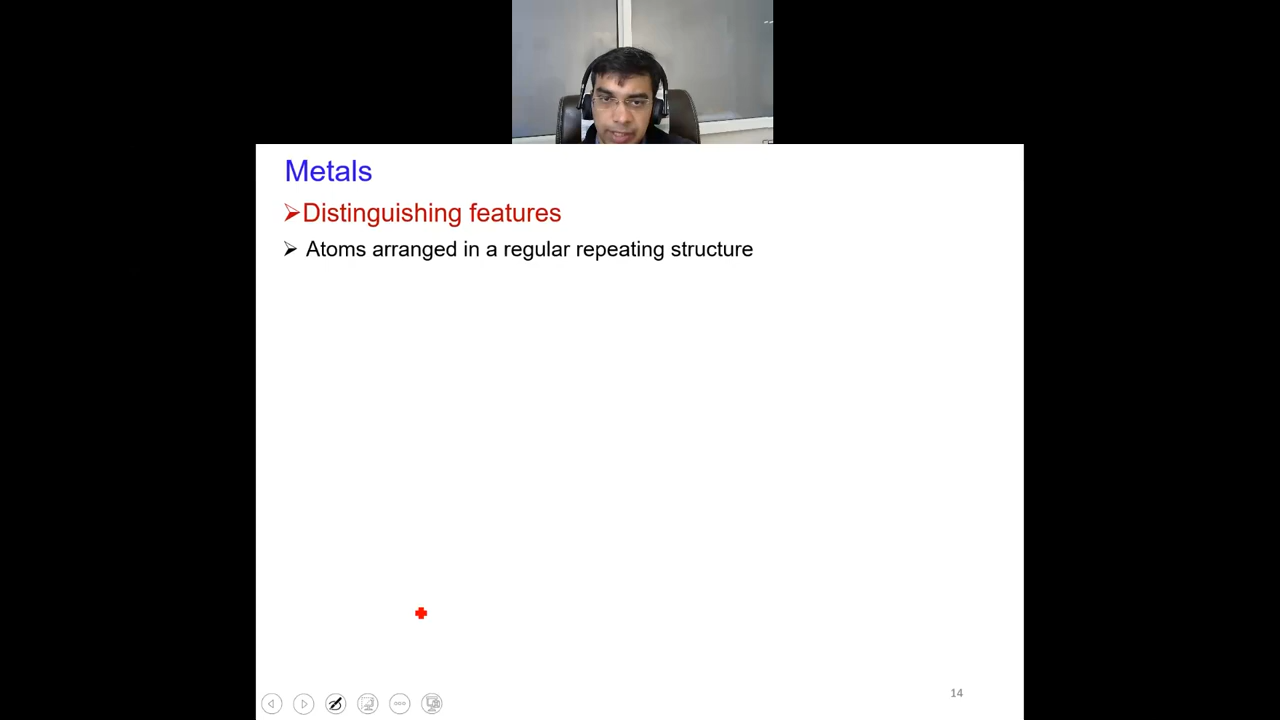 Metals
➢Distinguishing features
➢ Atoms arranged in a regular repeating structure
14